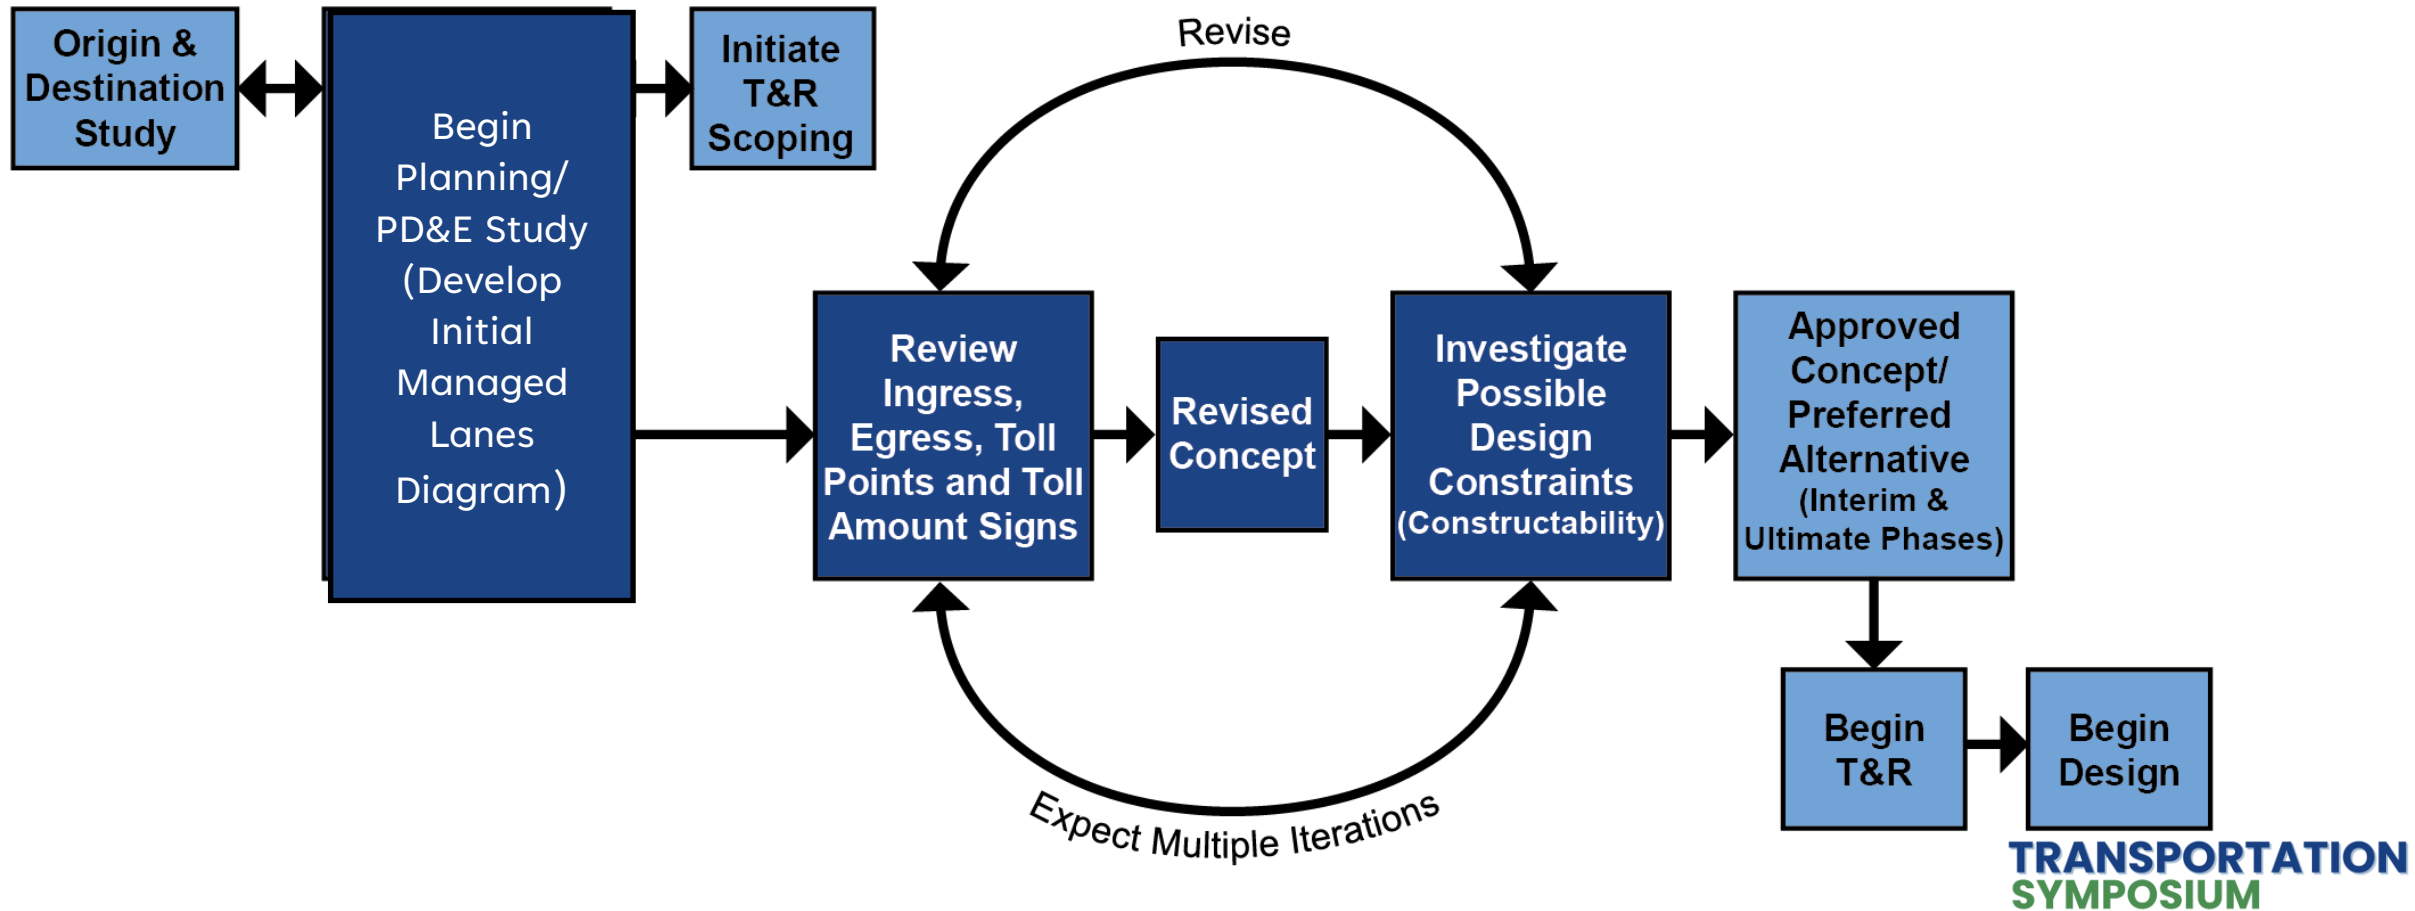 Origin &
Destination
Study
Begin
Planning/
PD&E Study
(Develop
Initial
Managed
Lanes
Diagram)
Initiate
T&R
Scoping
Revise
Review
Ingress,
Egress, Toll
Points and Toll
Amount Signs
Revised
Concept
Investigate
Possible
Design
Constraints
(Constructability)
Approved
Concept/
Preferred
Alternative
(Interim &
Ultimate Phases)
Expect Multiple Iterations
Begin
T&R
Begin
Design
TRANSPORTATION
SYMPOSIUM